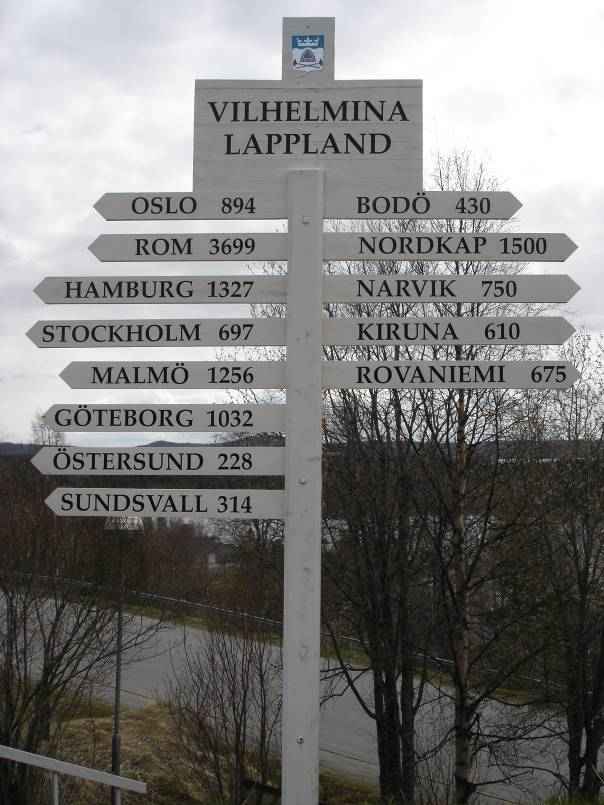 VILHELMINA
LAPPLAND
OSLO 894
BODÖ 430
ROM 3699
NORDKAP 1500
HAMBURG 1327
NARVIK 750
STOCKHOLM 697
KIRUNA 610
MALMÖ 1256
ROVANIEMI 675
GÖTEBORG 1032
ÖSTERSUND 228
SUNDSVALL 314